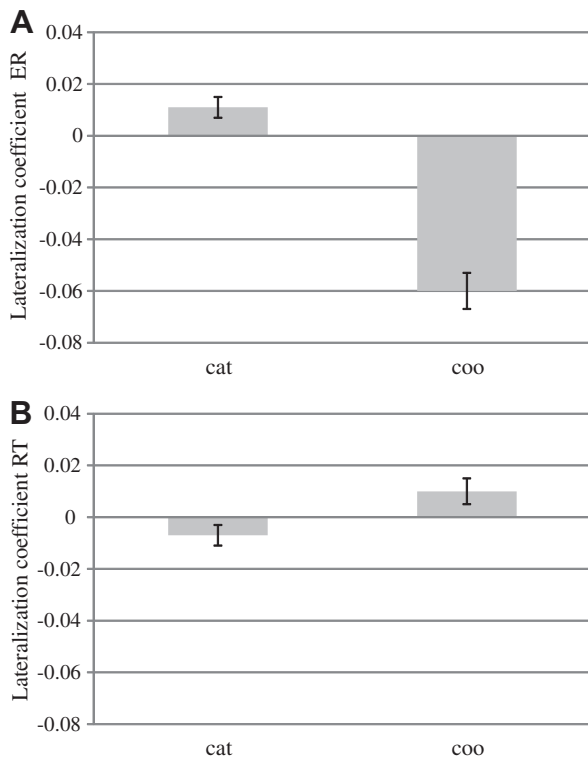 A
Lateralization coefficient ER
0.04
0.02
0
-0.02
-0.04
-0.06
-0.08
cat coo
B
Lateralization coefficient RT
0.04
0.02
0
-0.02
-0.04
-0.06
-0.08
cat coo